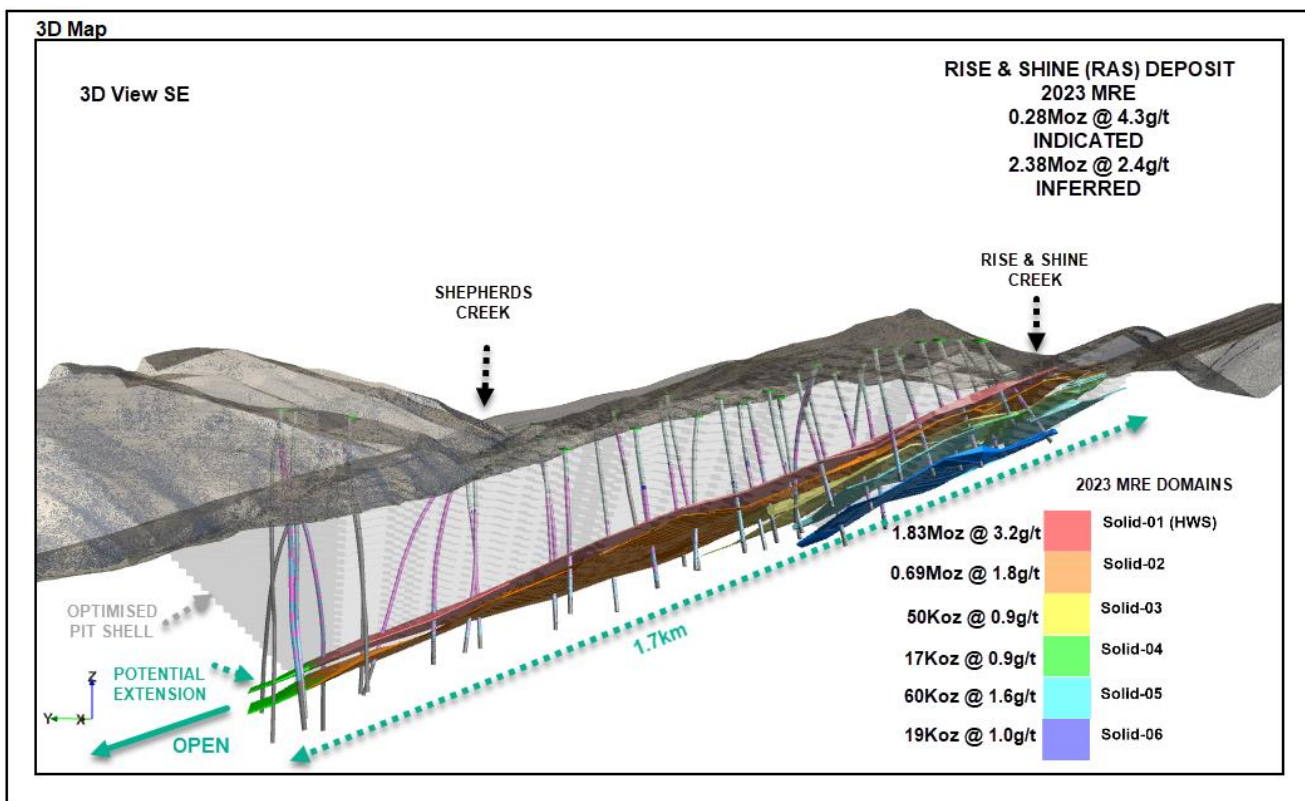 3D Map
3D View SE
RISE & SHINE (RAS) DEPOSIT
2023 MRE
0.28Moz @ 4.3g/t
INDICATED
2.38Moz @ 2.4g/t
INFERRED
SHEPHERDS
CREEK
RISE & SHINE
CREEK
OPTIMISED
PIT SHELL
POTENTIAL
EXTENSION
OPEN
1.7km
Z
Y
X
2023 MRE DOMAINS
1.83Moz @ 3.2g/t Solid-01 (HWS)
0.69Moz @ 1.8g/t Solid-02
50Koz @ 0.9g/t Solid-03
17Koz @ 0.9g/t Solid-04
60Koz @ 1.6g/t Solid-05
19Koz @ 1.0g/t Solid-06